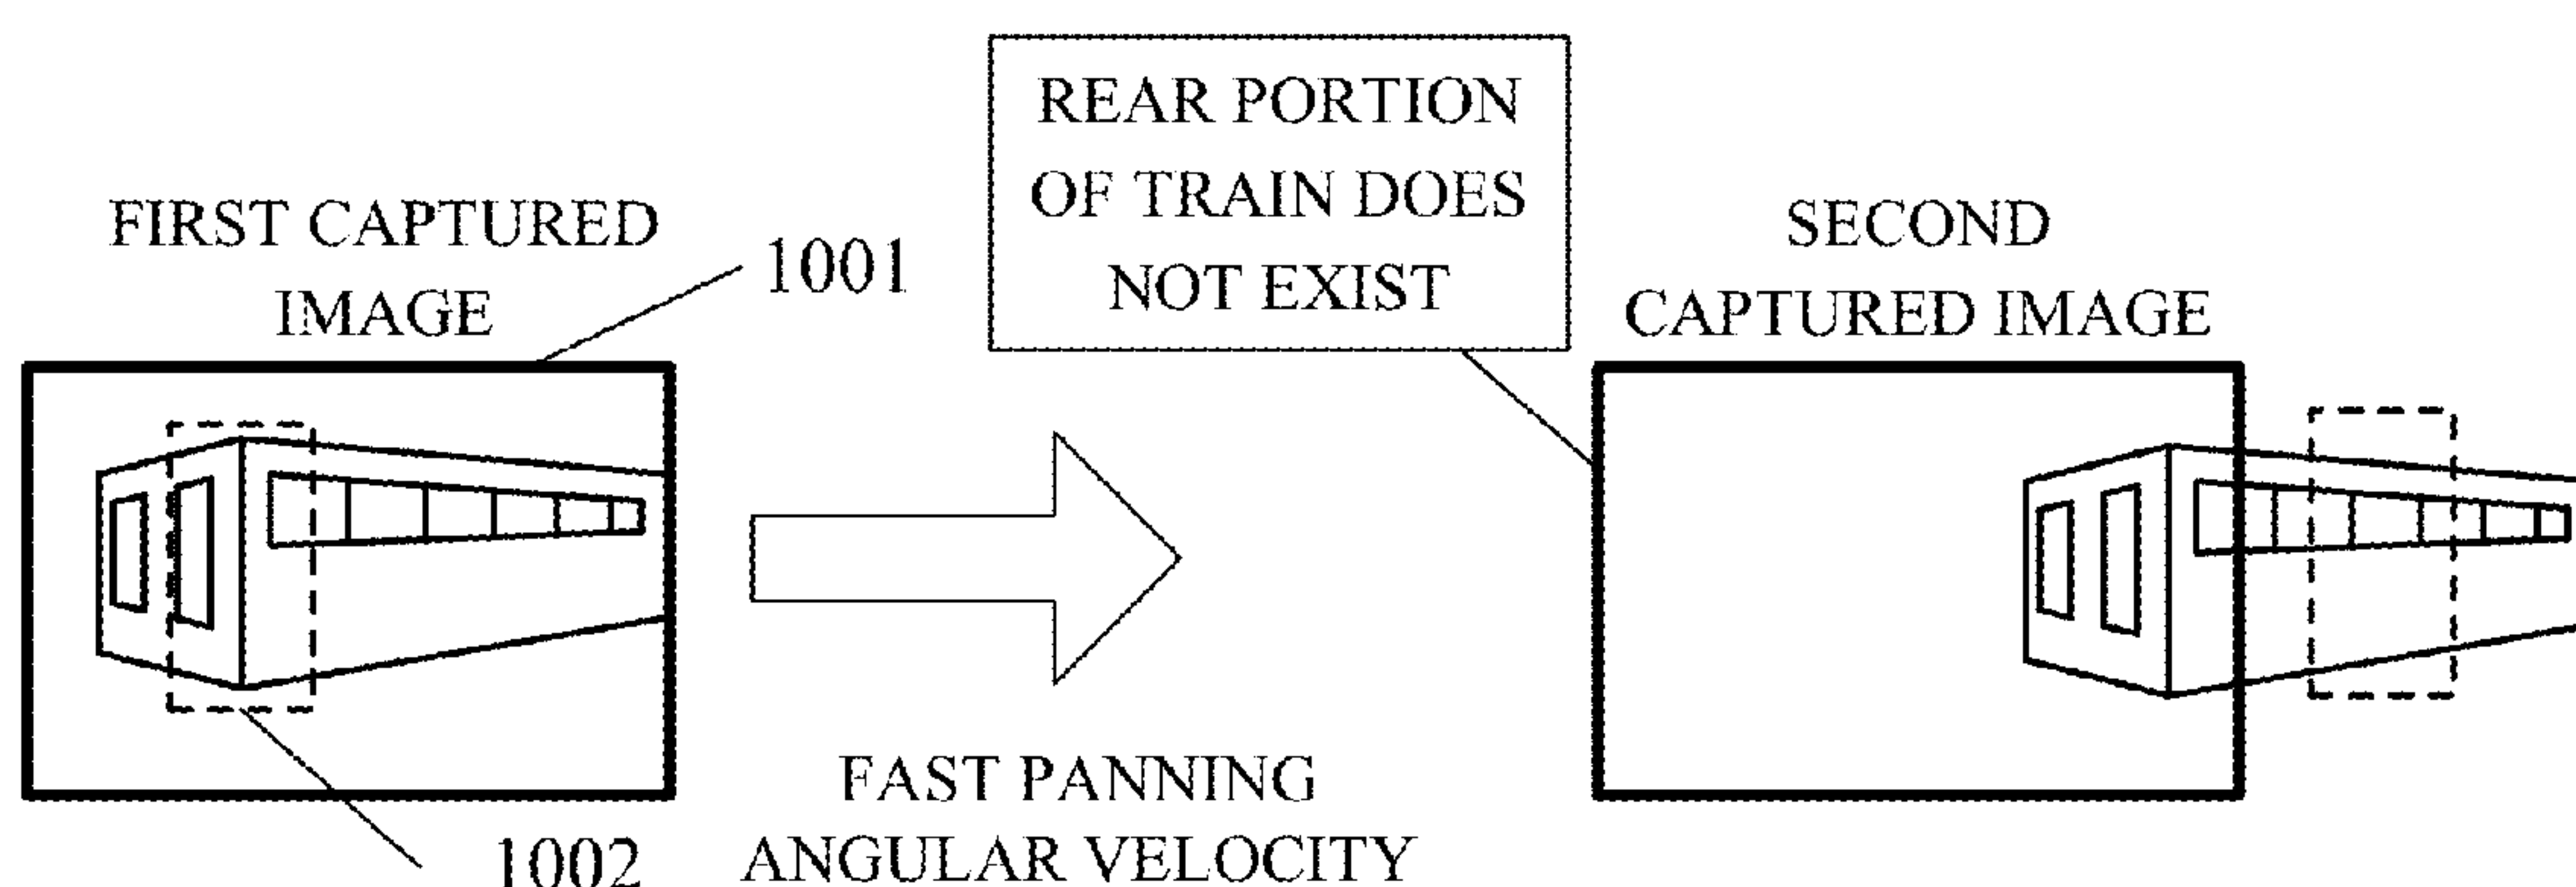 FIRST CAPTURED
IMAGE
1001
REAR PORTION
OF TRAIN DOES
NOT EXIST
SECOND
CAPTURED IMAGE
1002
FAST PANNING
ANGULAR VELOCITY